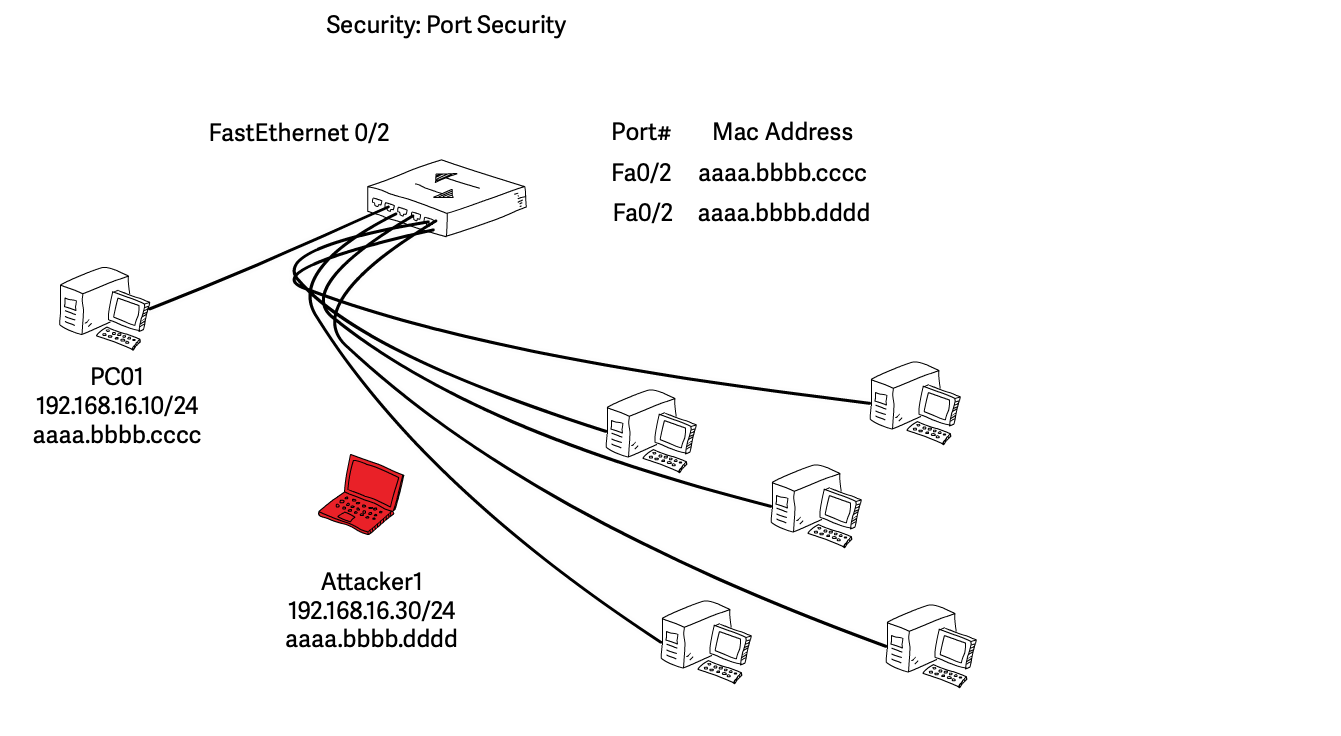 Security: Port Security
FastEthernet 0/2
Port# Mac Address
Fa0/2 aaaa.bbbb.cccc
Fa0/2 aaaa.bbbb.dddd
PC01
192.168.16.10/24
aaaa.bbbb.cccc
Attacker1
192.168.16.30/24
aaaa.bbbb.dddd